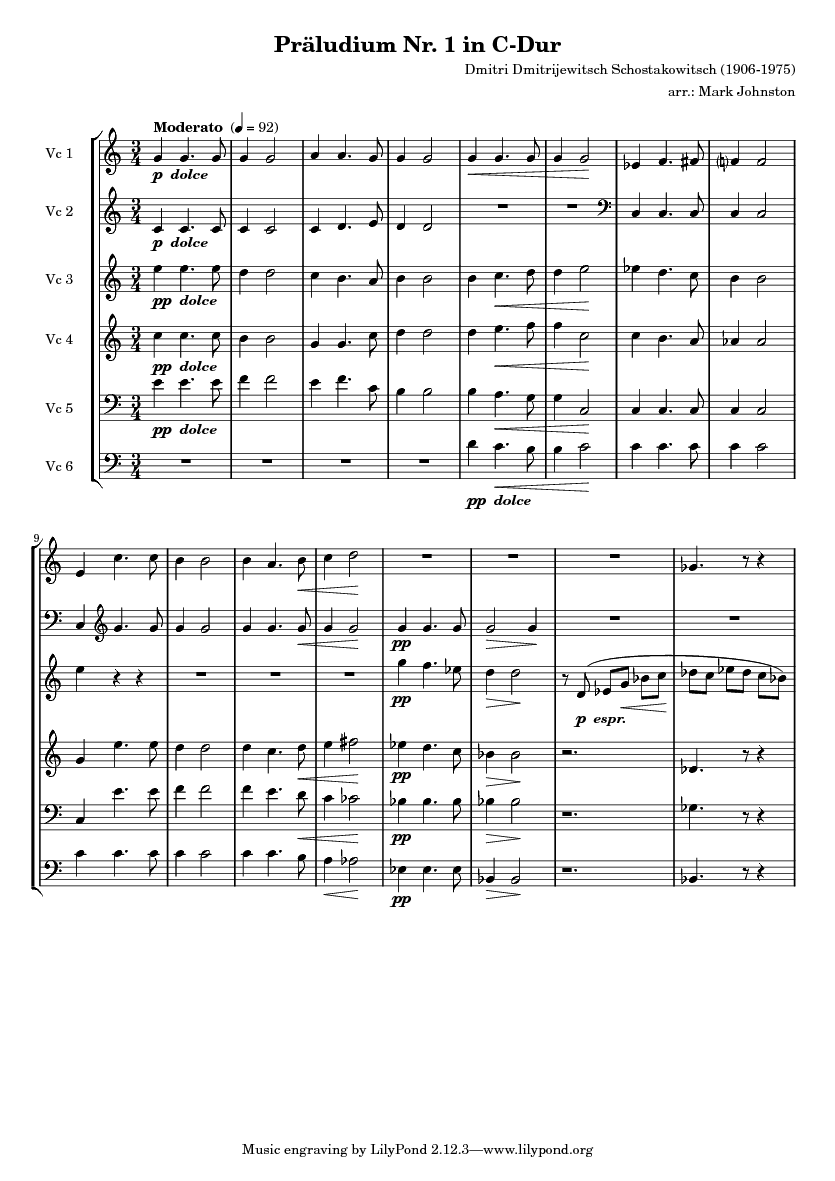 Präludium Nr. 1 in C-Dur
Dmitri Dmitrijewitsch Schostakowitsch (1906-1975)
arr.: Mark Johnston
Moderato (♩ = 92)
Vc 1
p dolce
Vc 2
p dolce
Vc 3
pp dolce
Vc 4
pp dolce
Vc 5
pp dolce
Vc 6
pp dolce
9
pp
pp
p espr.
pp
pp
pp
Music engraving by LilyPond 2.12.3—www.lilypond.org